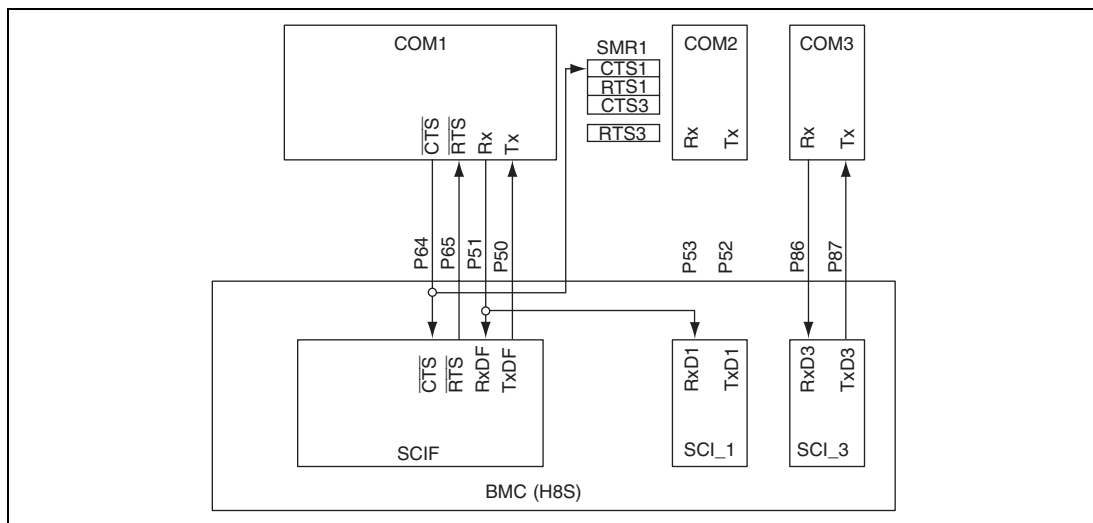 COM1
SMR1
CTS1
RTS1
CTS3
RTS3
COM2
COM3
CTS
RTS
Rx
Tx
Rx
Tx
Rx
Tx
P64
P65
P51
P50
P53
P52
P86
P87
CTS
RTS
RxDF
TxDF
RxD1
TxD1
RxD3
TxD3
SCIF
SCI_1
SCI_3
BMC (H8S)